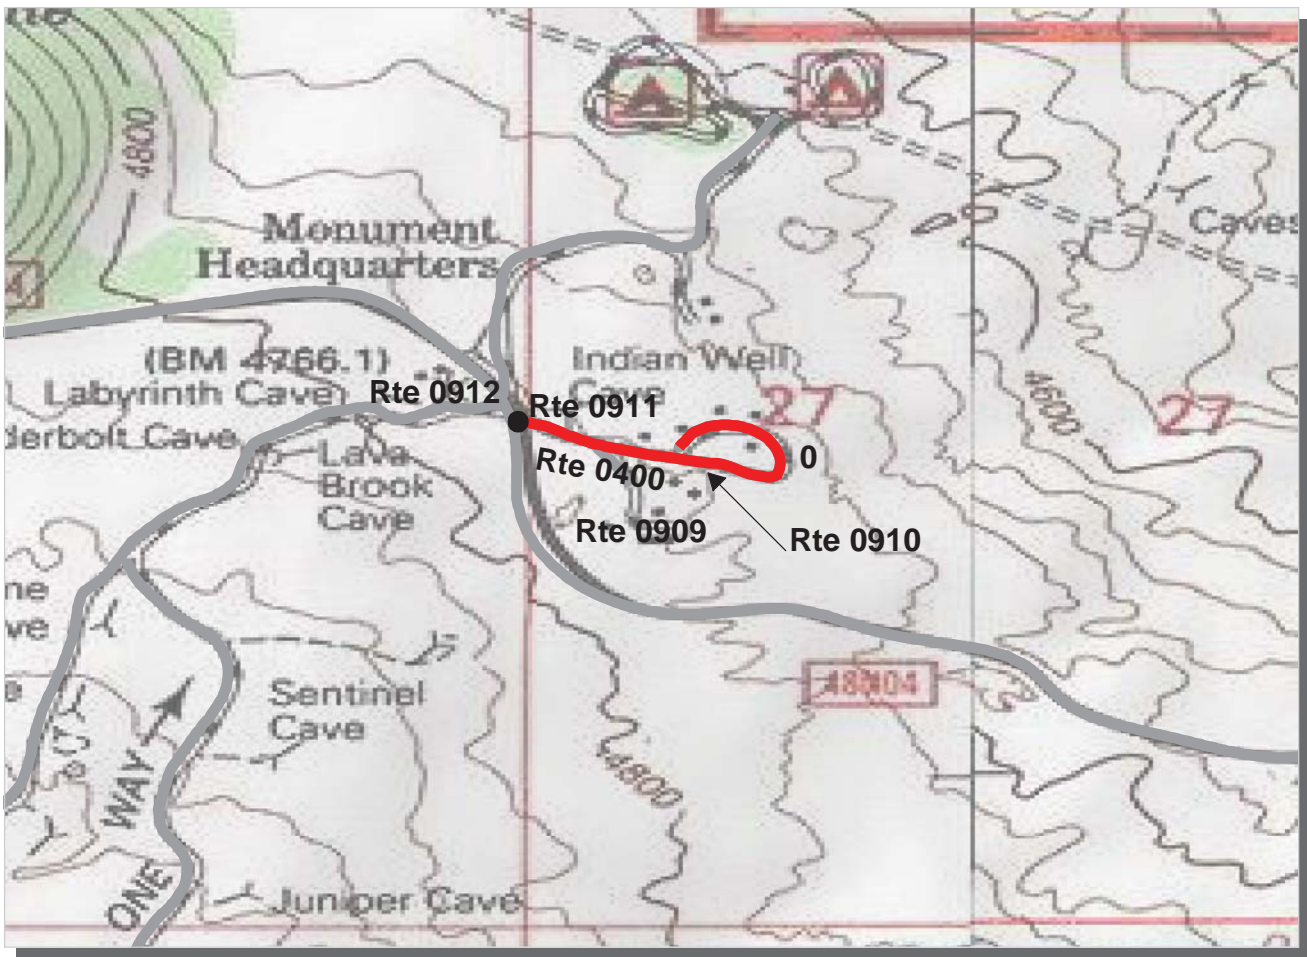 4800
Monument
Headquarters
Caves
(BM 4766.1)
Indian Well
Cave
Labyrinth Cave
Rte 0912
Rte 0911
27
4600
27
derbolt Cave
Lava
Brook
Cave
Rte 0400
0
Rte 0909
Rte 0910
ne
ve
e
Sentinel
Cave
48N04
4800
ONE WAY
Juniper Cave